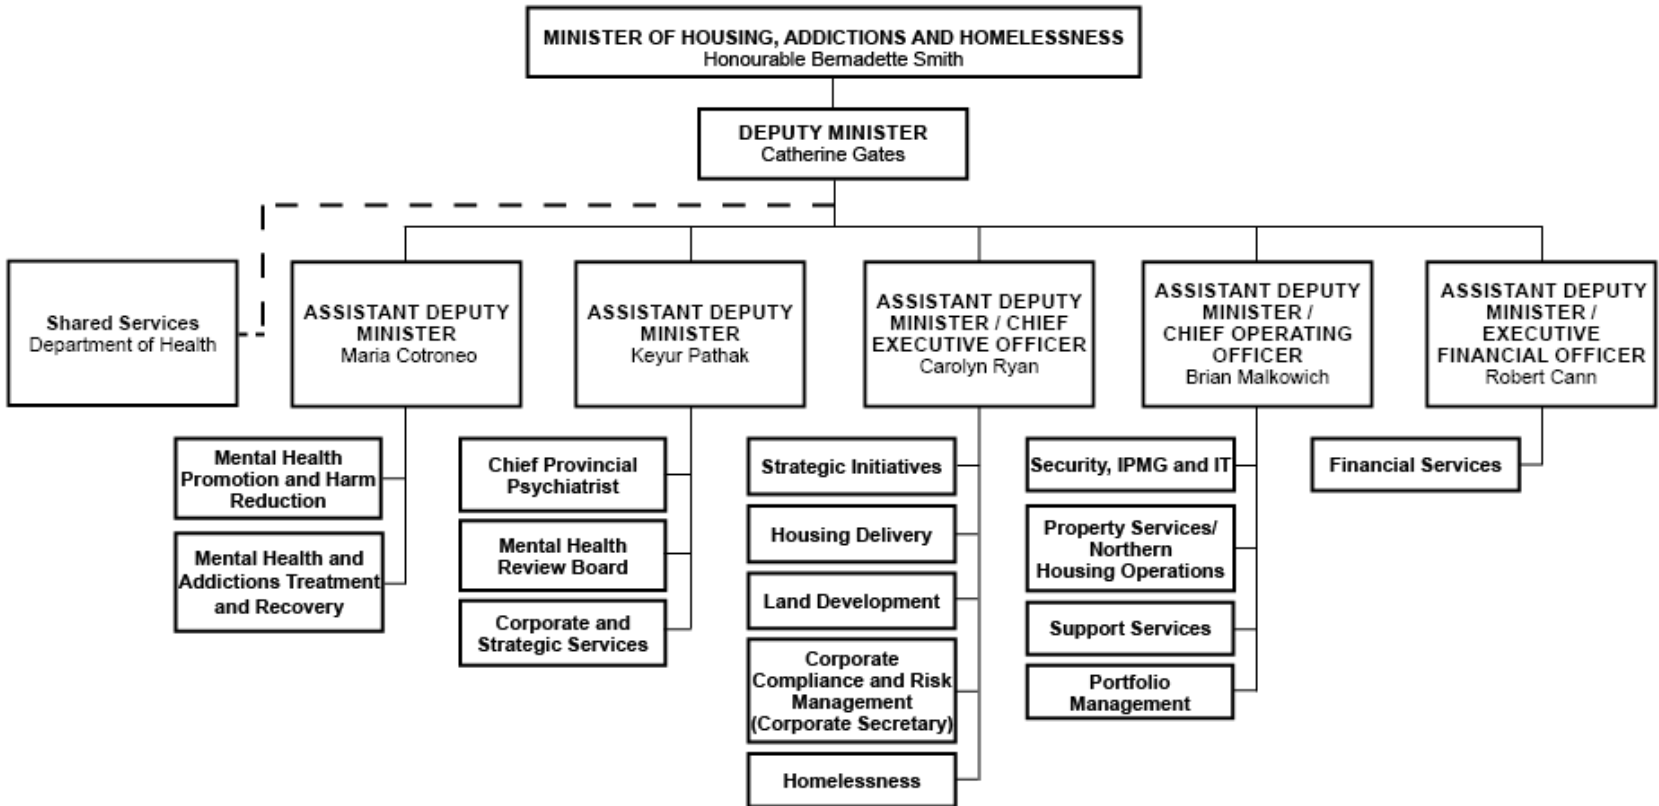 MINISTER OF HOUSING, ADDICTIONS AND HOMELESSNESS
Honourable Bernadette Smith
DEPUTY MINISTER
Catherine Gates
Shared Services
Department of Health
ASSISTANT DEPUTY
MINISTER
Maria Cotroneo
ASSISTANT DEPUTY
MINISTER
Keyur Pathak
ASSISTANT DEPUTY
MINISTER / CHIEF
EXECUTIVE OFFICER
Carolyn Ryan
ASSISTANT DEPUTY
MINISTER /
CHIEF OPERATING
OFFICER
Brian Malkowich
ASSISTANT DEPUTY
MINISTER /
EXECUTIVE
FINANCIAL OFFICER
Robert Cann
Mental Health
Promotion and Harm
Reduction
Mental Health and
Addictions Treatment
and Recovery
Chief Provincial
Psychiatrist
Mental Health
Review Board
Corporate and
Strategic Services
Strategic Initiatives
Housing Delivery
Land Development
Corporate
Compliance and Risk
Management
(Corporate Secretary)
Homelessness
Security, IPMG and IT
Property Services/
Northern
Housing Operations
Support Services
Portfolio
Management
Financial Services